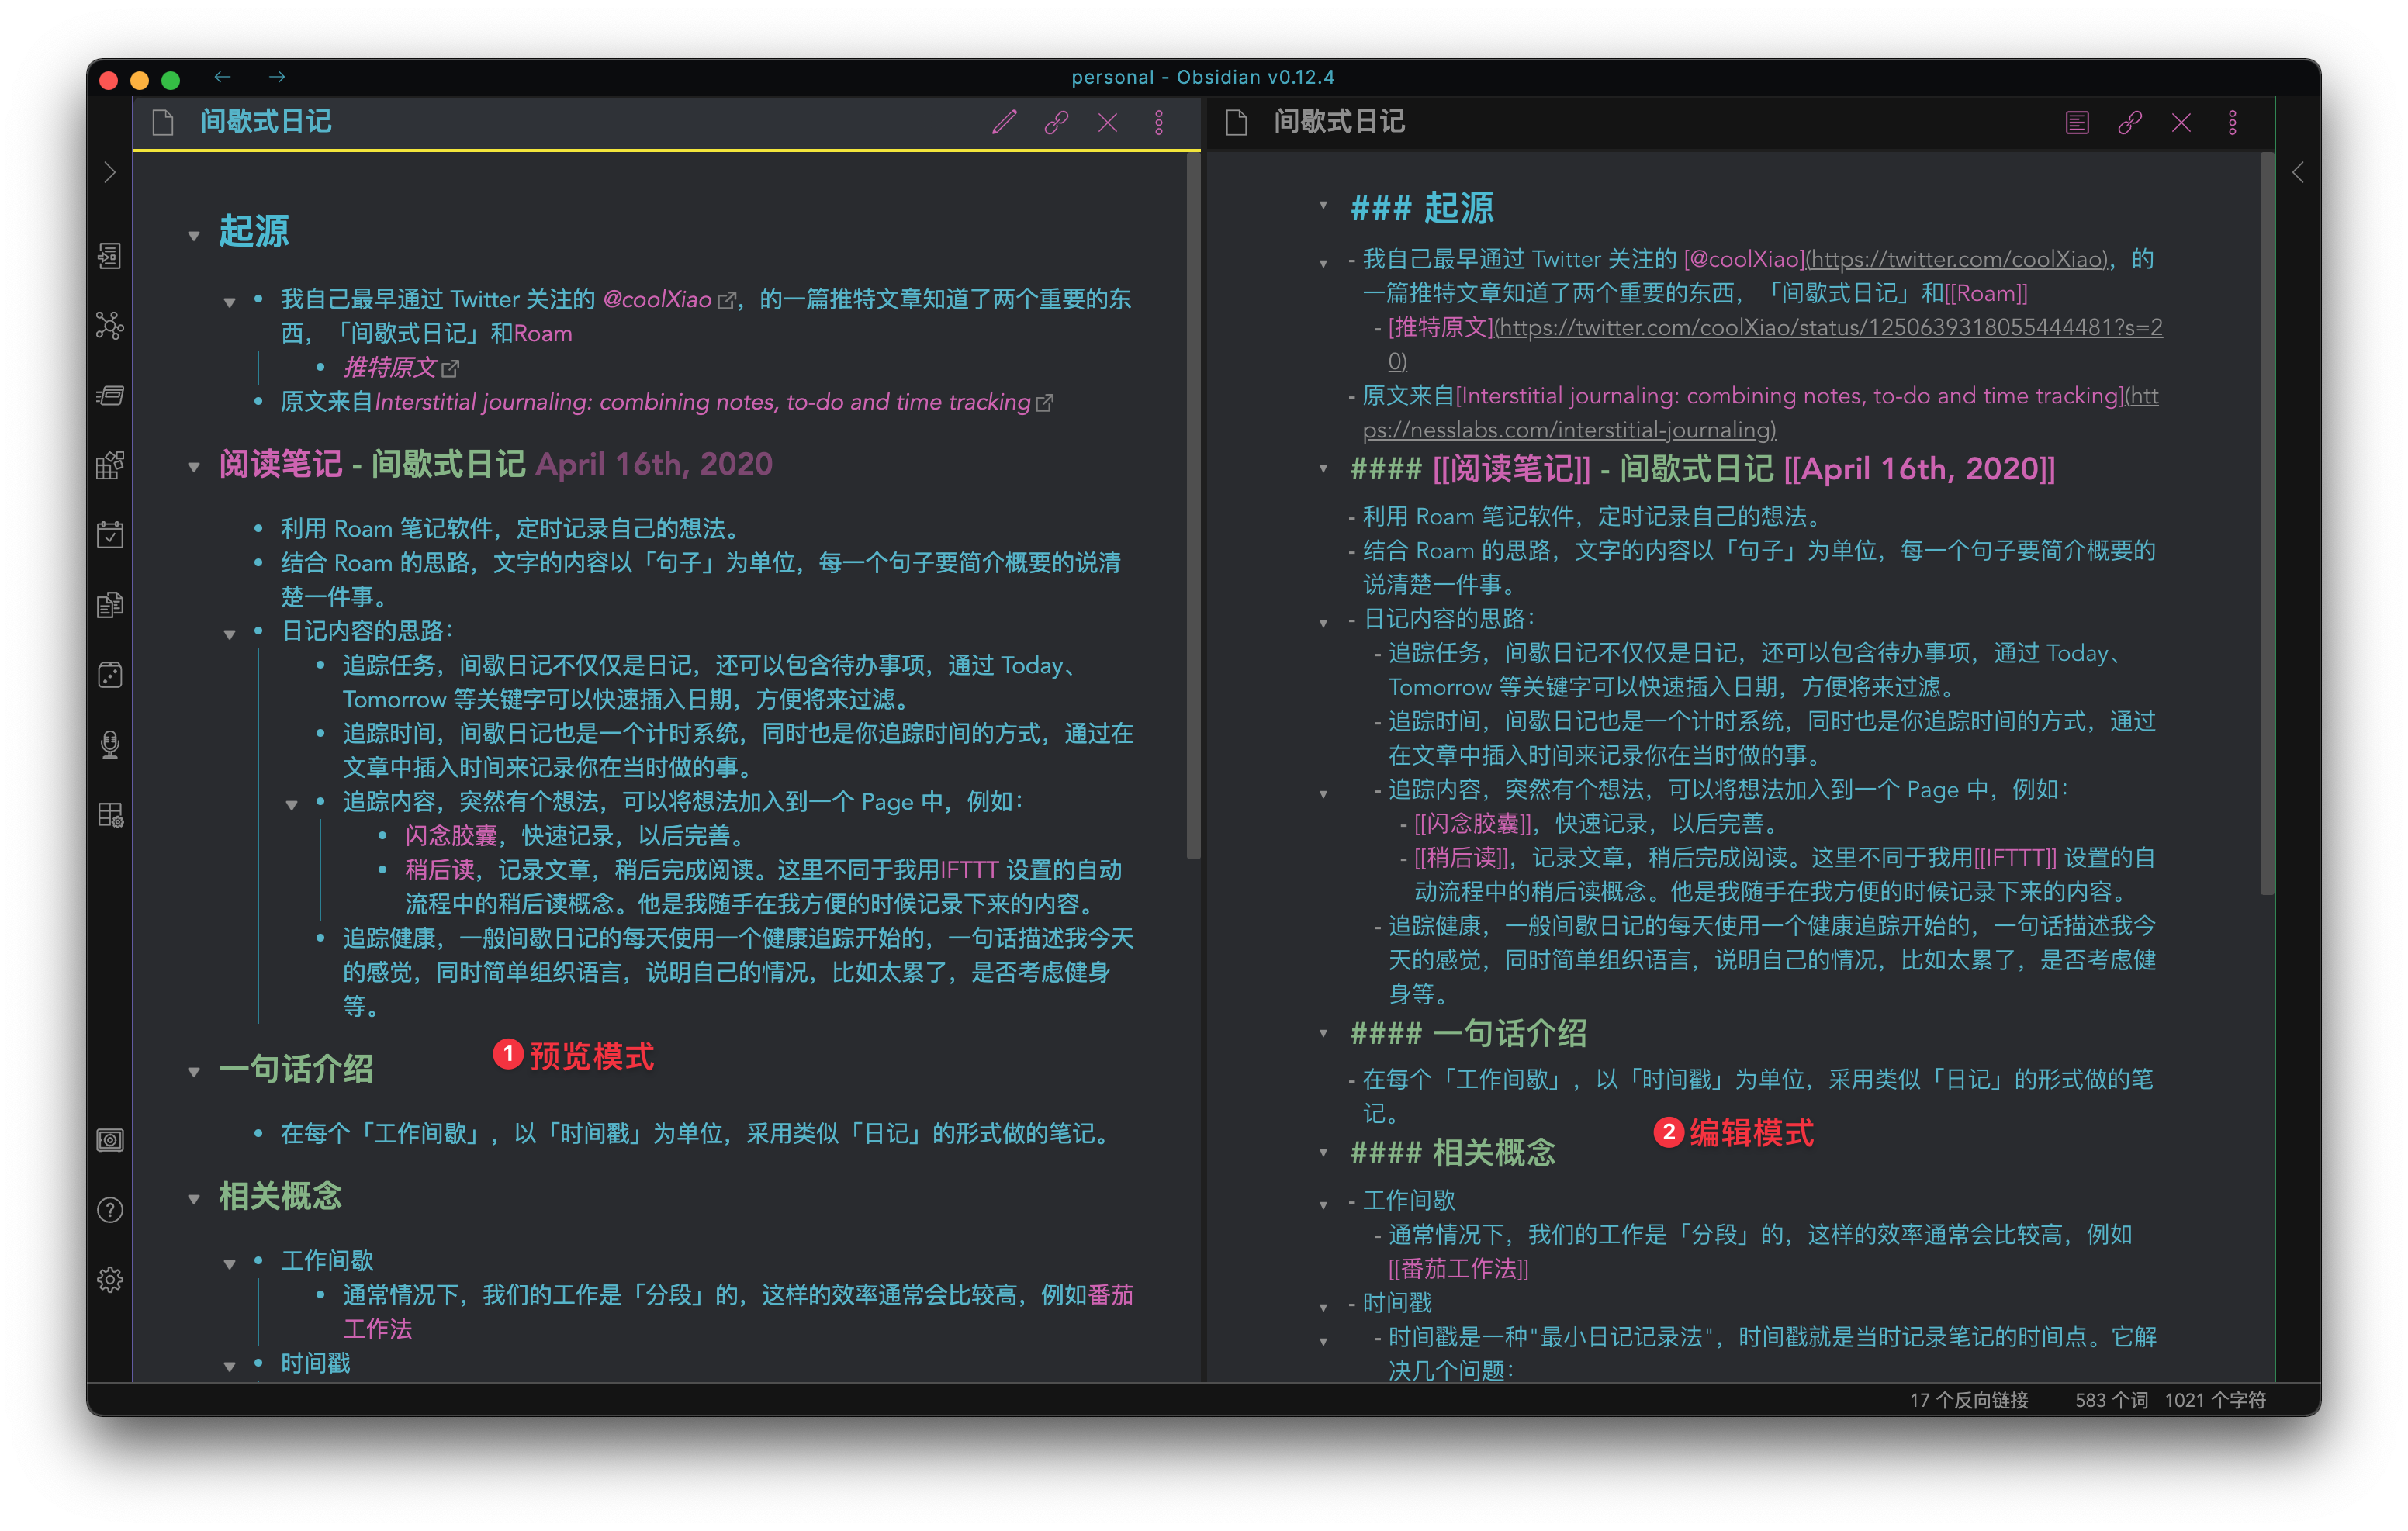 personal - Obsidian v0.12.4
间歇式日记
起源
我自己最早通过 Twitter 关注的 @coolXiao，的一篇推特文章知道了两个重要的东
西，「间歇式日记」和Roam
推特原文
原文来自Interstitial journaling: combining notes, to-do and time tracking
阅读笔记 - 间歇式日记 April 16th, 2020
利用 Roam 笔记软件，定时记录自己的想法。
结合 Roam 的思路，文字的内容以「句子」为单位，每一个句子要简介概要的说清
楚一件事。
日记内容的思路：
追踪任务，间歇日记不仅仅是日记，还可以包含待办事项，通过 Today、
Tomorrow 等关键字可以快速插入日期，方便将来过滤。
追踪时间，间歇日记也是一个计时系统，同时也是你追踪时间的方式，通过在
文章中插入时间来记录你在当时做的事。
追踪内容，突然有个想法，可以将想法加入到一个 Page 中，例如：
闪念胶囊，快速记录，以后完善。
稍后读，记录文章，稍后完成阅读。这里不同于我用IFTTT 设置的自动
流程中的稍后读概念。他是我随手在我方便的时候记录下来的内容。
追踪健康，一般间歇日记的每天使用一个健康追踪开始的，一句话描述我今天
的感觉，同时简单组织语言，说明自己的情况，比如太累了，是否考虑健身
等。
1 预览模式
一句话介绍
在每个「工作间歇」，以「时间戳」为单位，采用类似「日记」的形式做的笔记。
相关概念
工作间歇
通常情况下，我们的工作是「分段」的，这样的效率通常会比较高，例如番茄
工作法
时间戳
间歇式日记
### 起源
- 我自己最早通过 Twitter 关注的 [@coolXiao](https://twitter.com/coolXiao)，的
一篇推特文章知道了两个重要的东西，「间歇式日记」和[[Roam]]
- [推特原文](https://twitter.com/coolXiao/status/1250639318055444481?s=2
0)
- 原文来自[Interstitial journaling: combining notes, to-do and time tracking](htt
ps://nesslabs.com/interstitial-journaling)
#### [[阅读笔记]] - 间歇式日记 [[April 16th, 2020]]
- 利用 Roam 笔记软件，定时记录自己的想法。
- 结合 Roam 的思路，文字的内容以「句子」为单位，每一个句子要简介概要的
说清楚一件事。
- 日记内容的思路：
- 追踪任务，间歇日记不仅仅是日记，还可以包含待办事项，通过 Today、
Tomorrow 等关键字可以快速插入日期，方便将来过滤。
- 追踪时间，间歇日记也是一个计时系统，同时也是你追踪时间的方式，通过
在文章中插入时间来记录你在当时做的事。
- 追踪内容，突然有个想法，可以将想法加入到一个 Page 中，例如：
- [[闪念胶囊]]，快速记录，以后完善。
- [[稍后读]]，记录文章，稍后完成阅读。这里不同于我用[[IFTTT]] 设置的自
动流程中的稍后读概念。他是我随手在我方便的时候记录下来的内容。
- 追踪健康，一般间歇日记的每天使用一个健康追踪开始的，一句话描述我今
天的感觉，同时简单组织语言，说明自己的情况，比如太累了，是否考虑健
身等。
#### 一句话介绍
- 在每个「工作间歇」，以「时间戳」为单位，采用类似「日记」的形式做的笔
记。
2 编辑模式
#### 相关概念
- 工作间歇
- 通常情况下，我们的工作是「分段」的，这样的效率通常会比较高，例如
[[番茄工作法]]
- 时间戳
- 时间戳是一种"最小日记记录法"，时间戳就是当时记录笔记的时间点。它解
决几个问题：
17 个反向链接 583 个词 1021 个字符